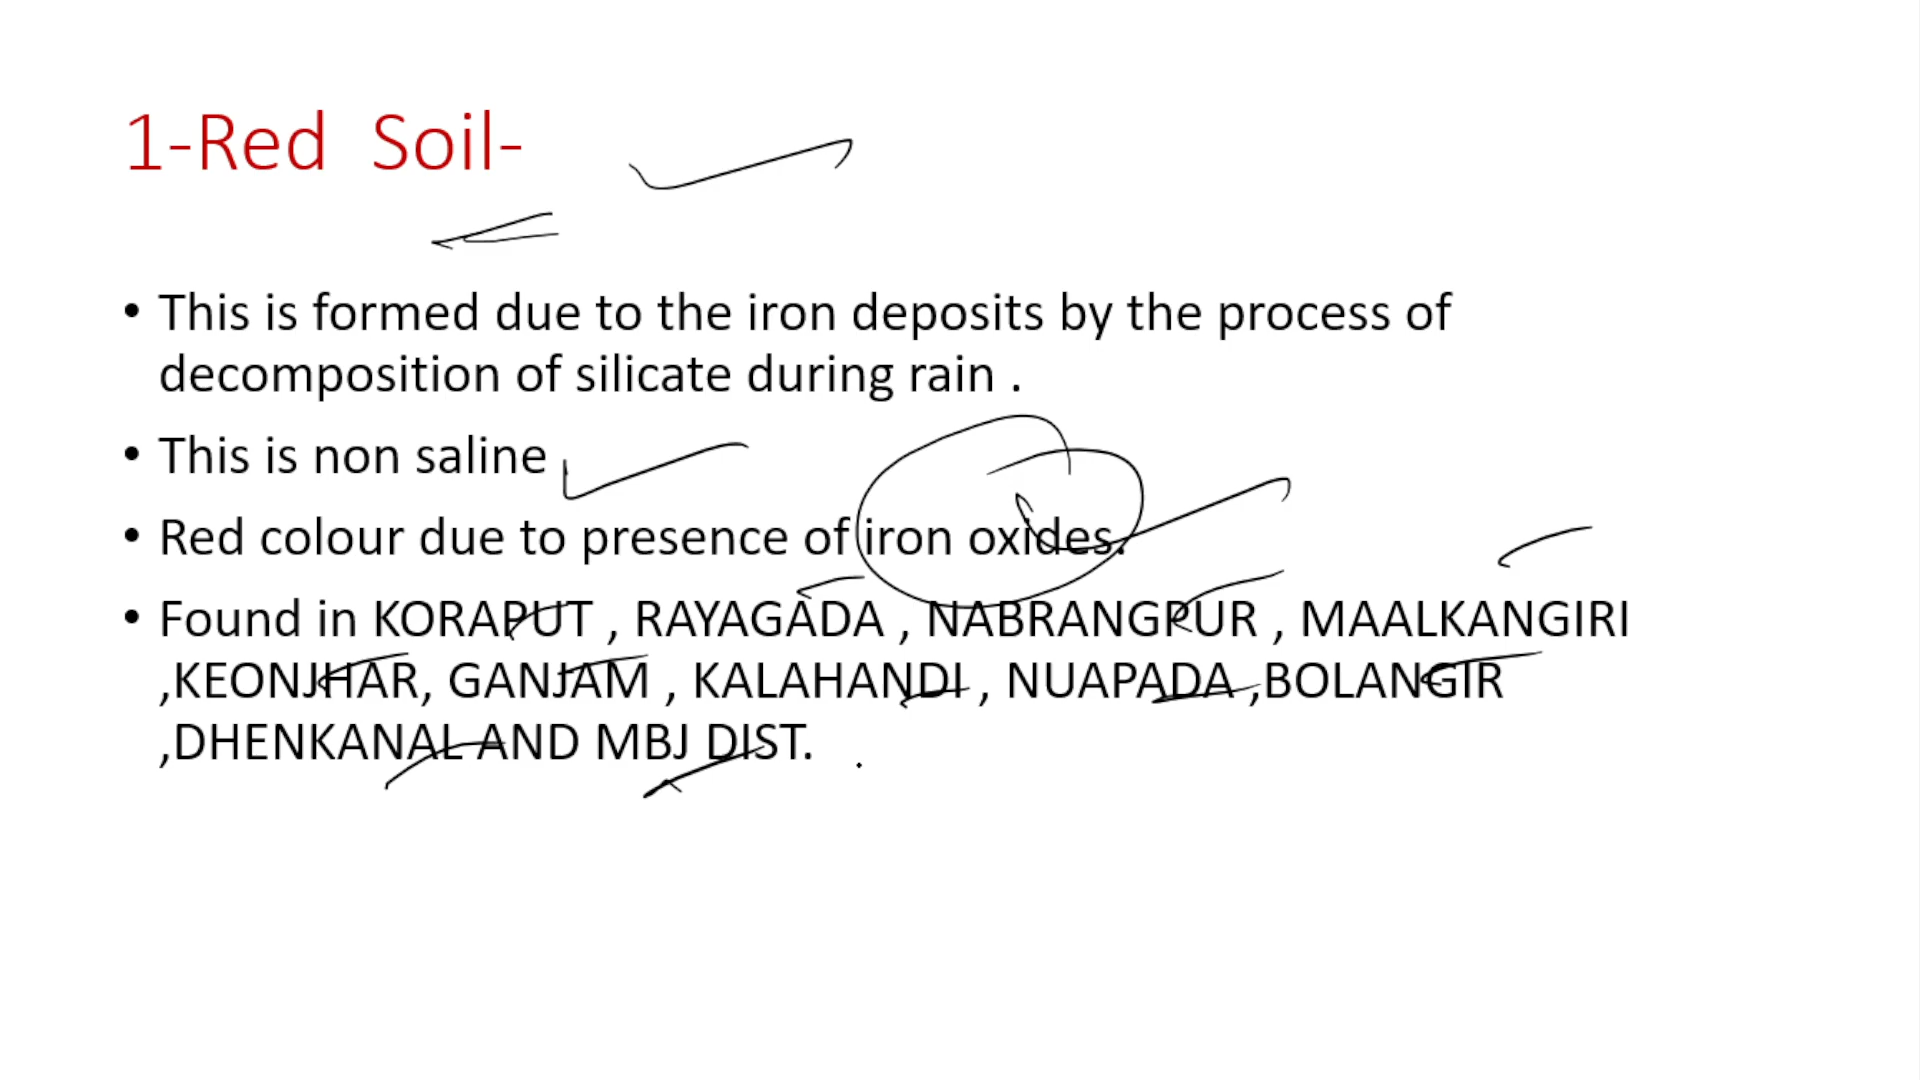 1-Red Soil-
• This is formed due to the iron deposits by the process of
decomposition of silicate during rain .
• This is non saline
• Red colour due to presence of iron oxides.
• Found in KORAPUT , RAYAGADA , NABRANGPUR , MAALKANGIRI
,KEONJHAR, GANJAM , KALAHANDI , NUAPADA ,BOLANGIR
,DHENKANAL AND MBJ DIST.